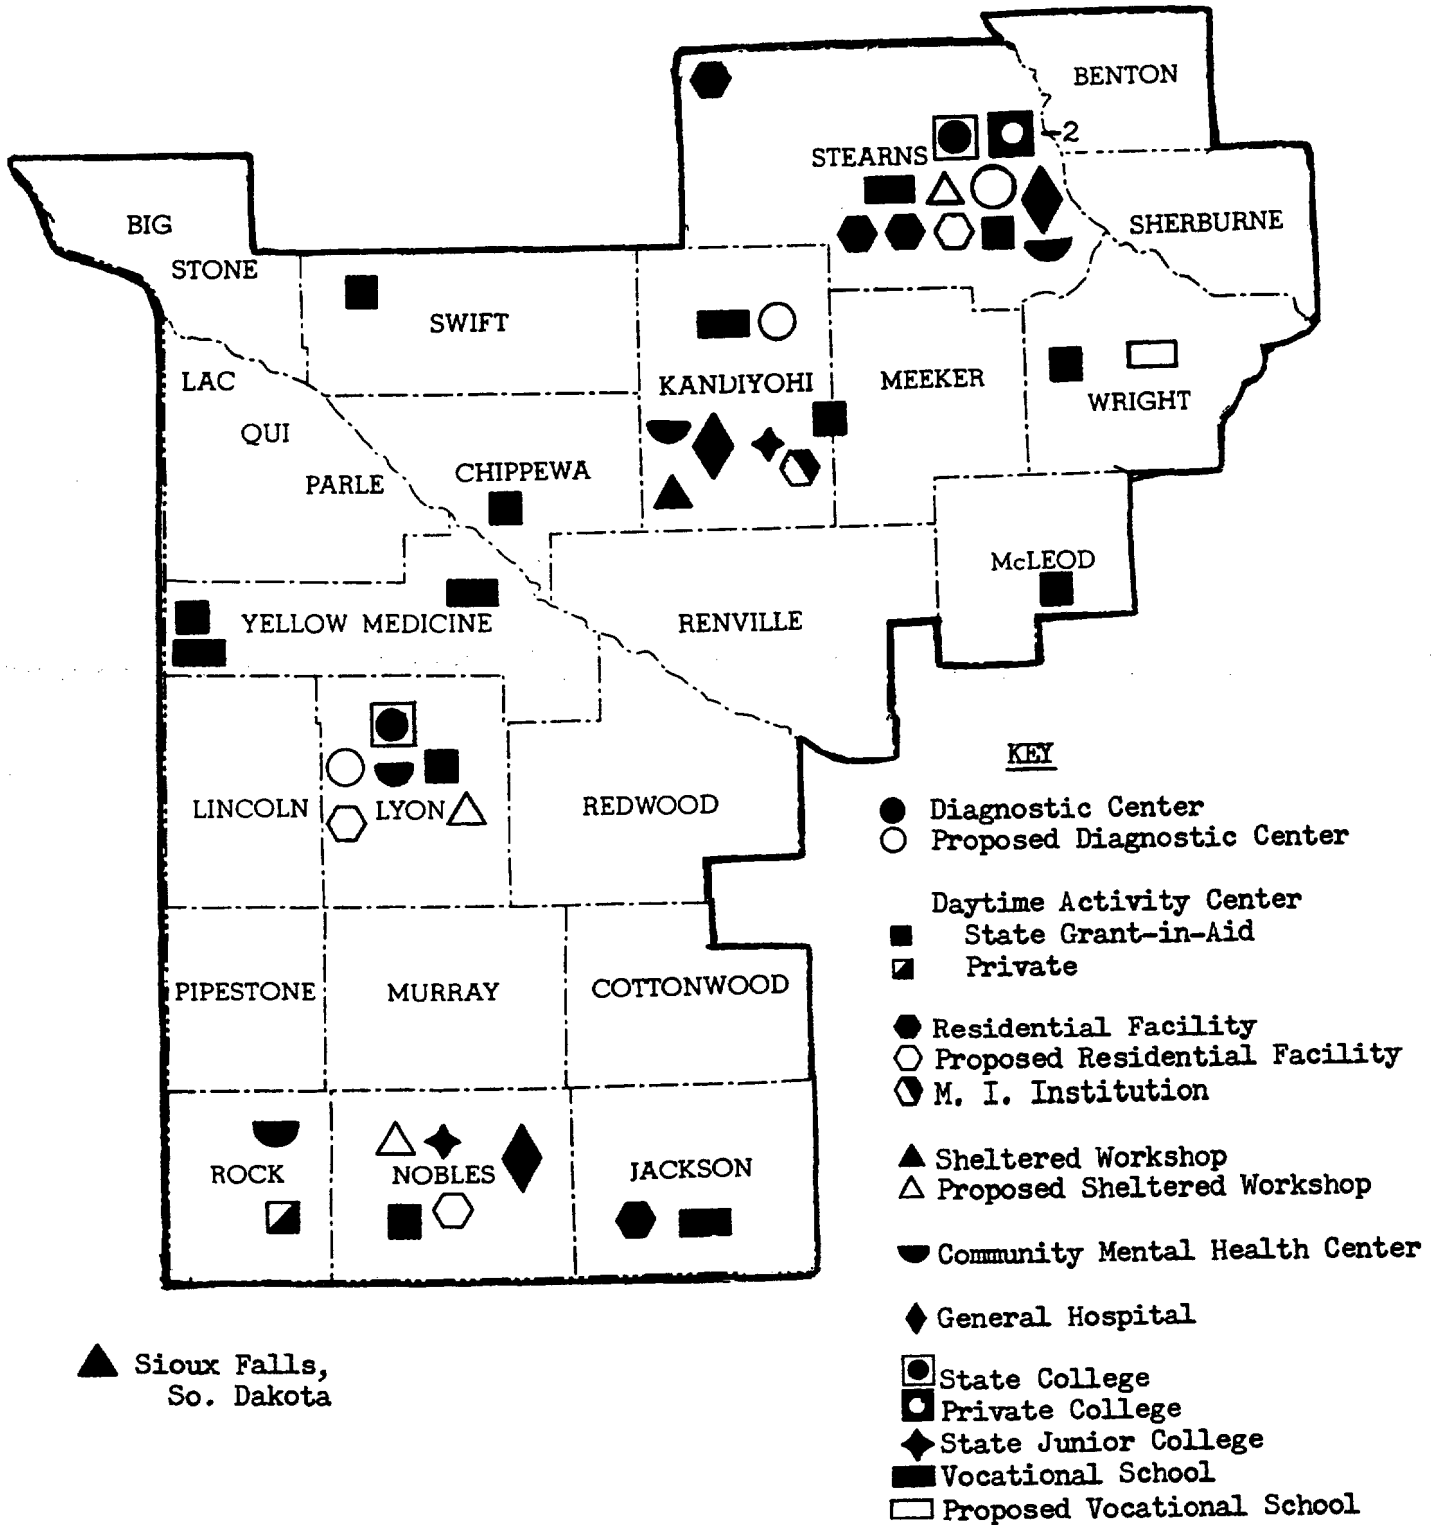 BENTON
2
STEARNS
SHERBURNE
BIG
STONE
SWIFT
LAC
QUI
PARLE
KANDIYOHI
MEEKER
WRIGHT
CHIPPEWA
McLEOD
YELLOW MEDICINE
RENVILLE
LINCOLN
LYON
REDWOOD
PIPESTONE
MURRAY
COTTONWOOD
ROCK
NOBLES
JACKSON
Sioux Falls,
So. Dakota
KEY
Diagnostic Center
Proposed Diagnostic Center
Daytime Activity Center
State Grant-in-Aid
Private
Residential Facility
Proposed Residential Facility
M. I. Institution
Sheltered Workshop
Proposed Sheltered Workshop
Community Mental Health Center
General Hospital
State College
Private College
State Junior College
Vocational School
Proposed Vocational School